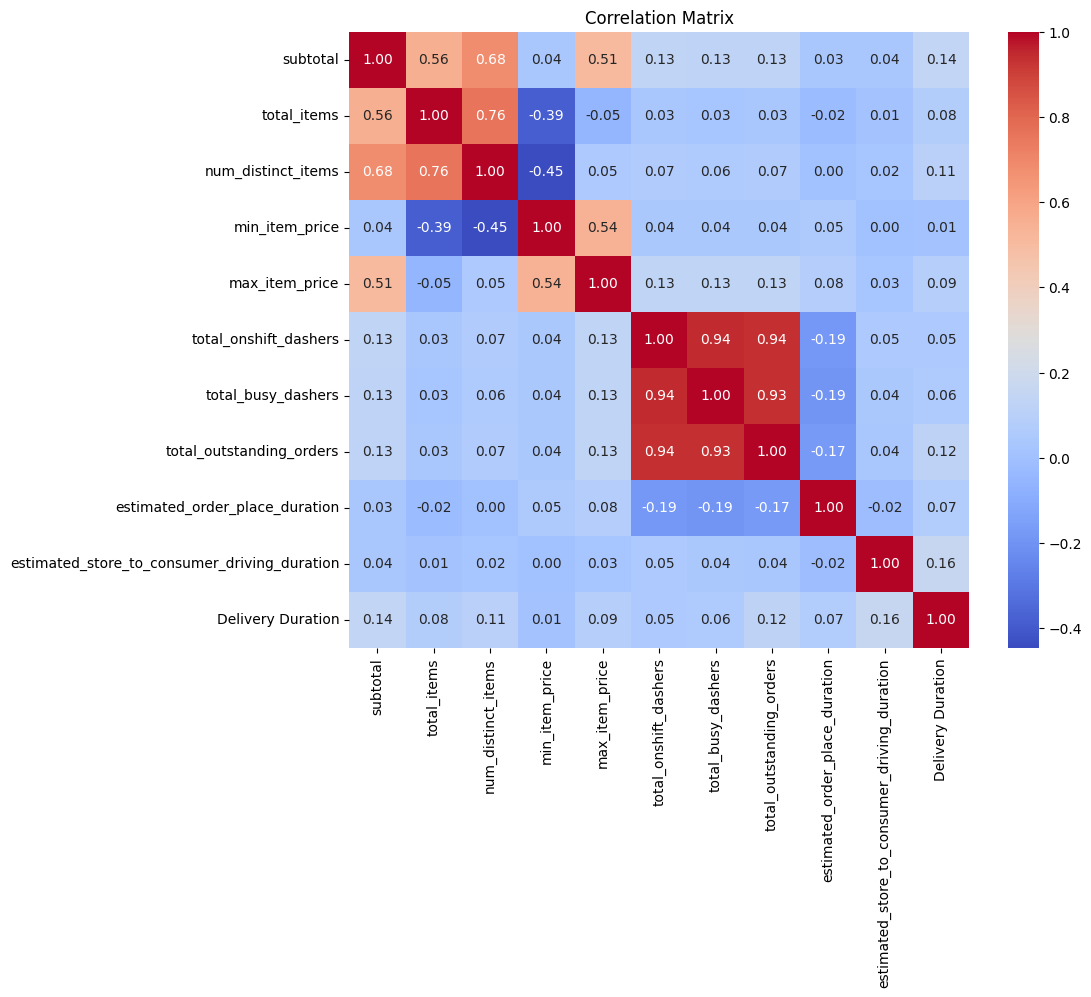 Correlation Matrix
subtotal 1.00 0.56 0.68 0.04 0.51 0.13 0.13 0.13 0.03 0.04 0.14
total_items 0.56 1.00 0.76 -0.39 -0.05 0.03 0.03 0.03 -0.02 0.01 0.08
num_distinct_items 0.68 0.76 1.00 -0.45 0.05 0.07 0.06 0.07 0.00 0.02 0.11
min_item_price 0.04 -0.39 -0.45 1.00 0.54 0.04 0.04 0.04 0.05 0.00 0.01
max_item_price 0.51 -0.05 0.05 0.54 1.00 0.13 0.13 0.13 0.08 0.03 0.09
total_onshift_dashers 0.13 0.03 0.07 0.04 0.13 1.00 0.94 0.94 -0.19 0.05 0.05
total_busy_dashers 0.13 0.03 0.06 0.04 0.13 0.94 1.00 0.93 -0.19 0.04 0.06
total_outstanding_orders 0.13 0.03 0.07 0.04 0.13 0.94 0.93 1.00 -0.17 0.04 0.12
estimated_order_place_duration 0.03 -0.02 0.00 0.05 0.08 -0.19 -0.19 -0.17 1.00 -0.02 0.07
estimated_store_to_consumer_driving_duration 0.04 0.01 0.02 0.00 0.03 0.05 0.04 0.04 -0.02 1.00 0.16
Delivery Duration 0.14 0.08 0.11 0.01 0.09 0.05 0.06 0.12 0.07 0.16 1.00
subtotal
total_items
num_distinct_items
min_item_price
max_item_price
total_onshift_dashers
total_busy_dashers
total_outstanding_orders
estimated_order_place_duration
estimated_store_to_consumer_driving_duration
Delivery Duration
1.0
0.8
0.6
0.4
0.2
0.0
−0.2
−0.4